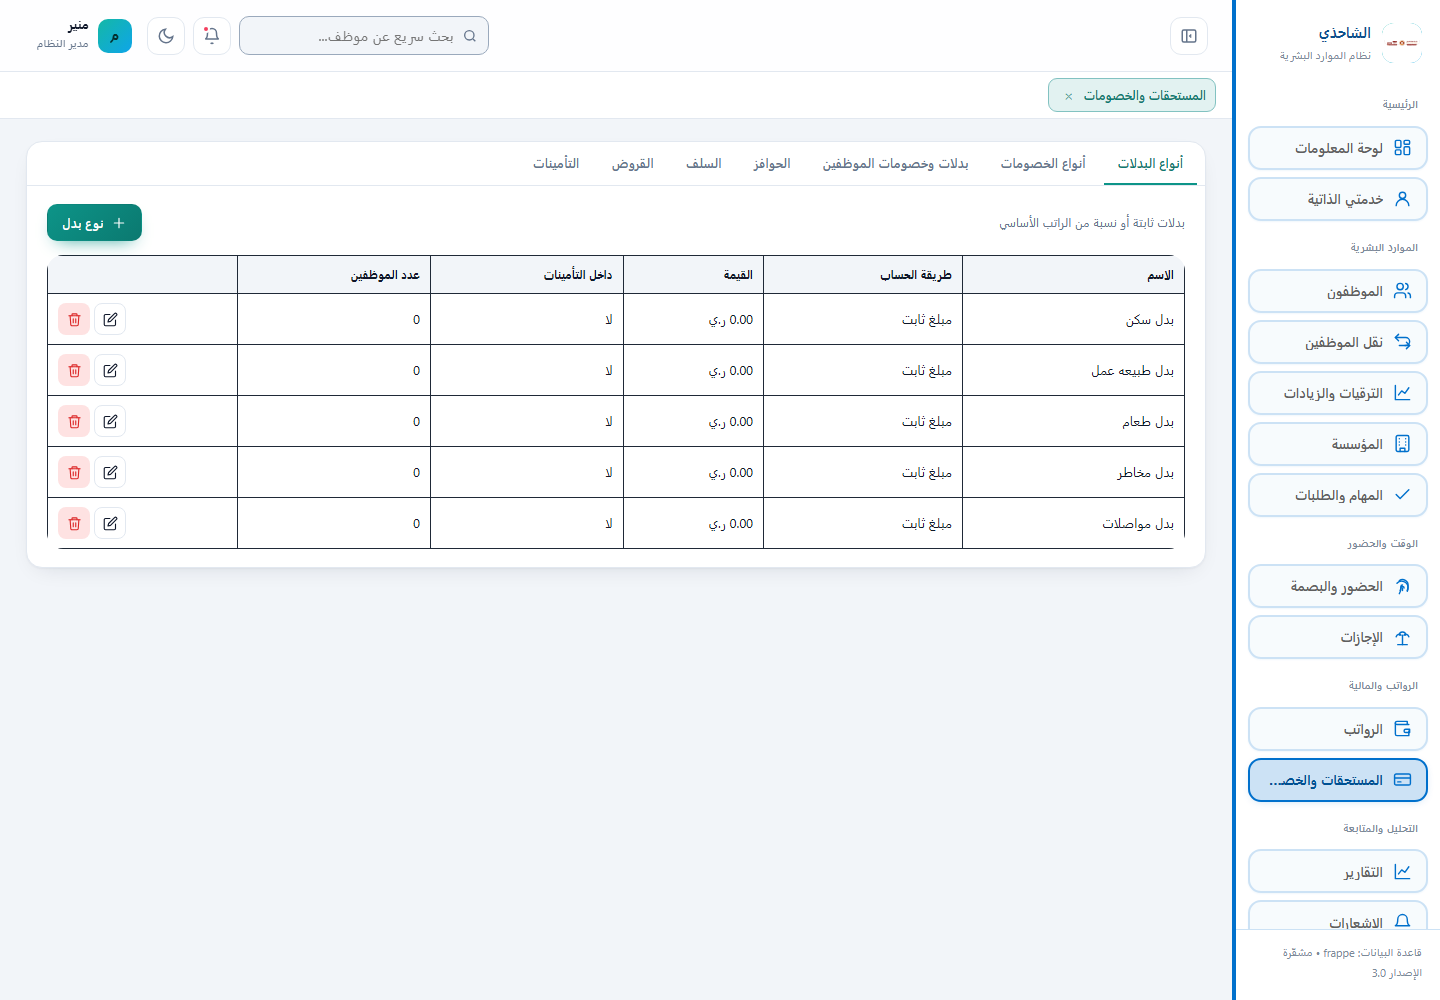 الشاحذي
نظام الموارد البشرية
الرئيسية
لوحة المعلومات
خدمتي الذاتية
الموارد البشرية
الموظفون
نقل الموظفين
الترقيات والزيادات
المؤسسة
المهام والطلبات
الوقت والحضور
الحضور والبصمة
الإجازات
الرواتب والمالية
الرواتب
المستحقات والخصـ...
التحليل والمتابعة
التقارير
الإشعارات
قاعدة البيانات: frappe • مشفّرة
الإصدار 3.0
بحث سريع عن موظف...
م
منير
مدير النظام
المستحقات والخصومات ×
أنواع البدلات أنواع الخصومات بدلات وخصومات الموظفين الحوافز السلف القروض التأمينات
بدلات ثابتة أو نسبة من الراتب الأساسي
+ نوع بدل
الاسم طريقة الحساب القيمة داخل التأمينات عدد الموظفين
بدل سكن مبلغ ثابت 0.00 ر.ي لا 0
بدل طبيعه عمل مبلغ ثابت 0.00 ر.ي لا 0
بدل طعام مبلغ ثابت 0.00 ر.ي لا 0
بدل مخاطر مبلغ ثابت 0.00 ر.ي لا 0
بدل مواصلات مبلغ ثابت 0.00 ر.ي لا 0